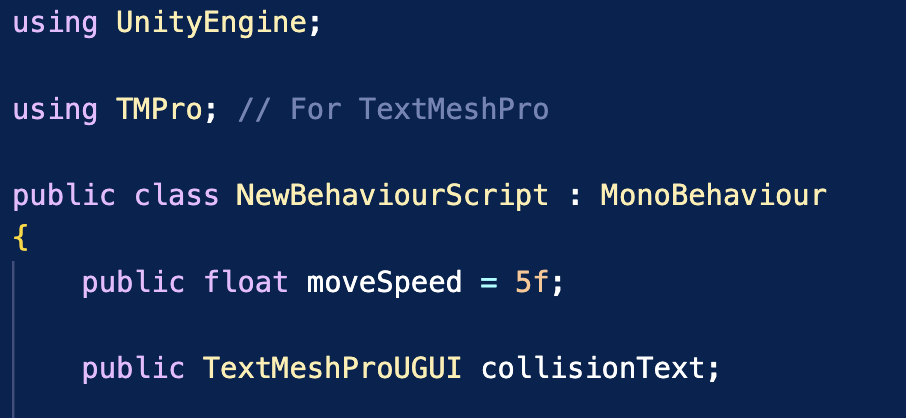 using UnityEngine;
using TMPro; // For TextMeshPro
public class NewBehaviourScript : MonoBehaviour
{
public float moveSpeed = 5f;
public TextMeshProUGUI collisionText;